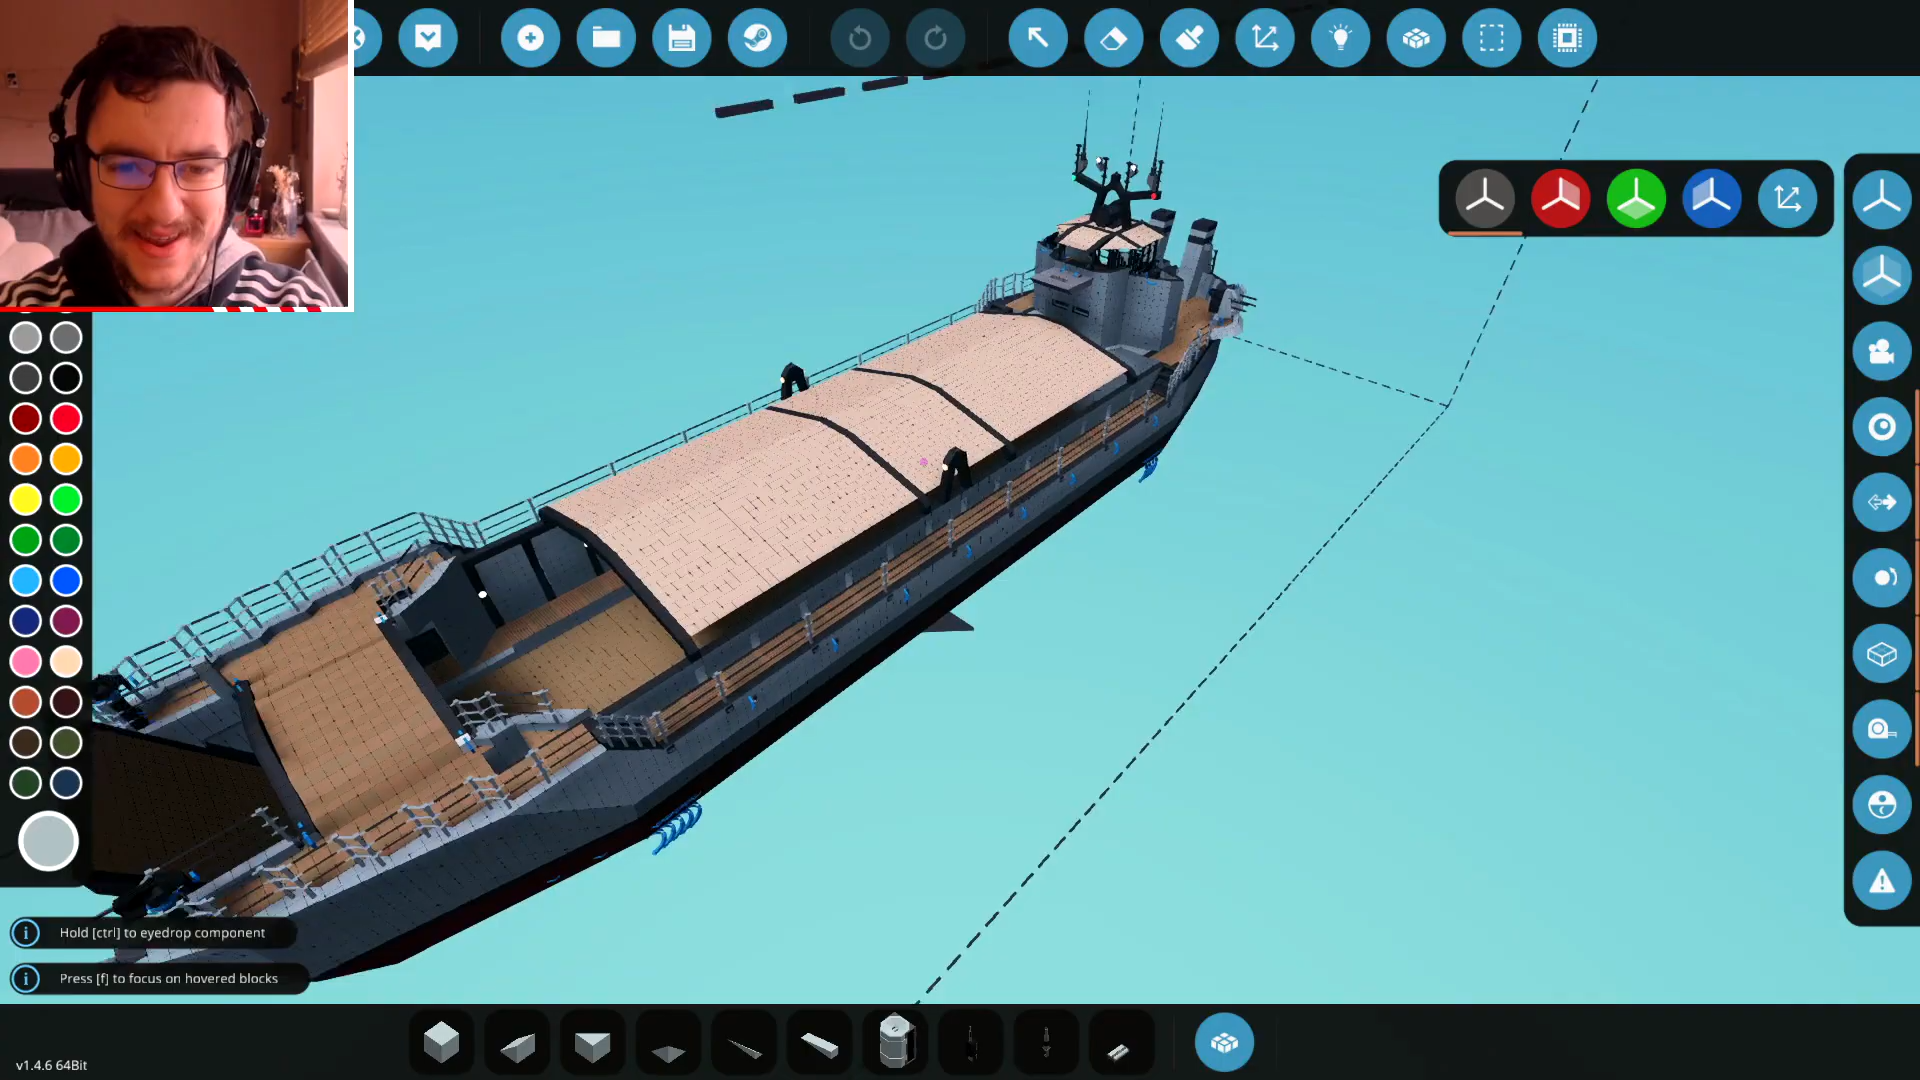 Hold [ctrl] to eyedrop component
Press [f] to focus on hovered blocks
v1.4.6 64Bit